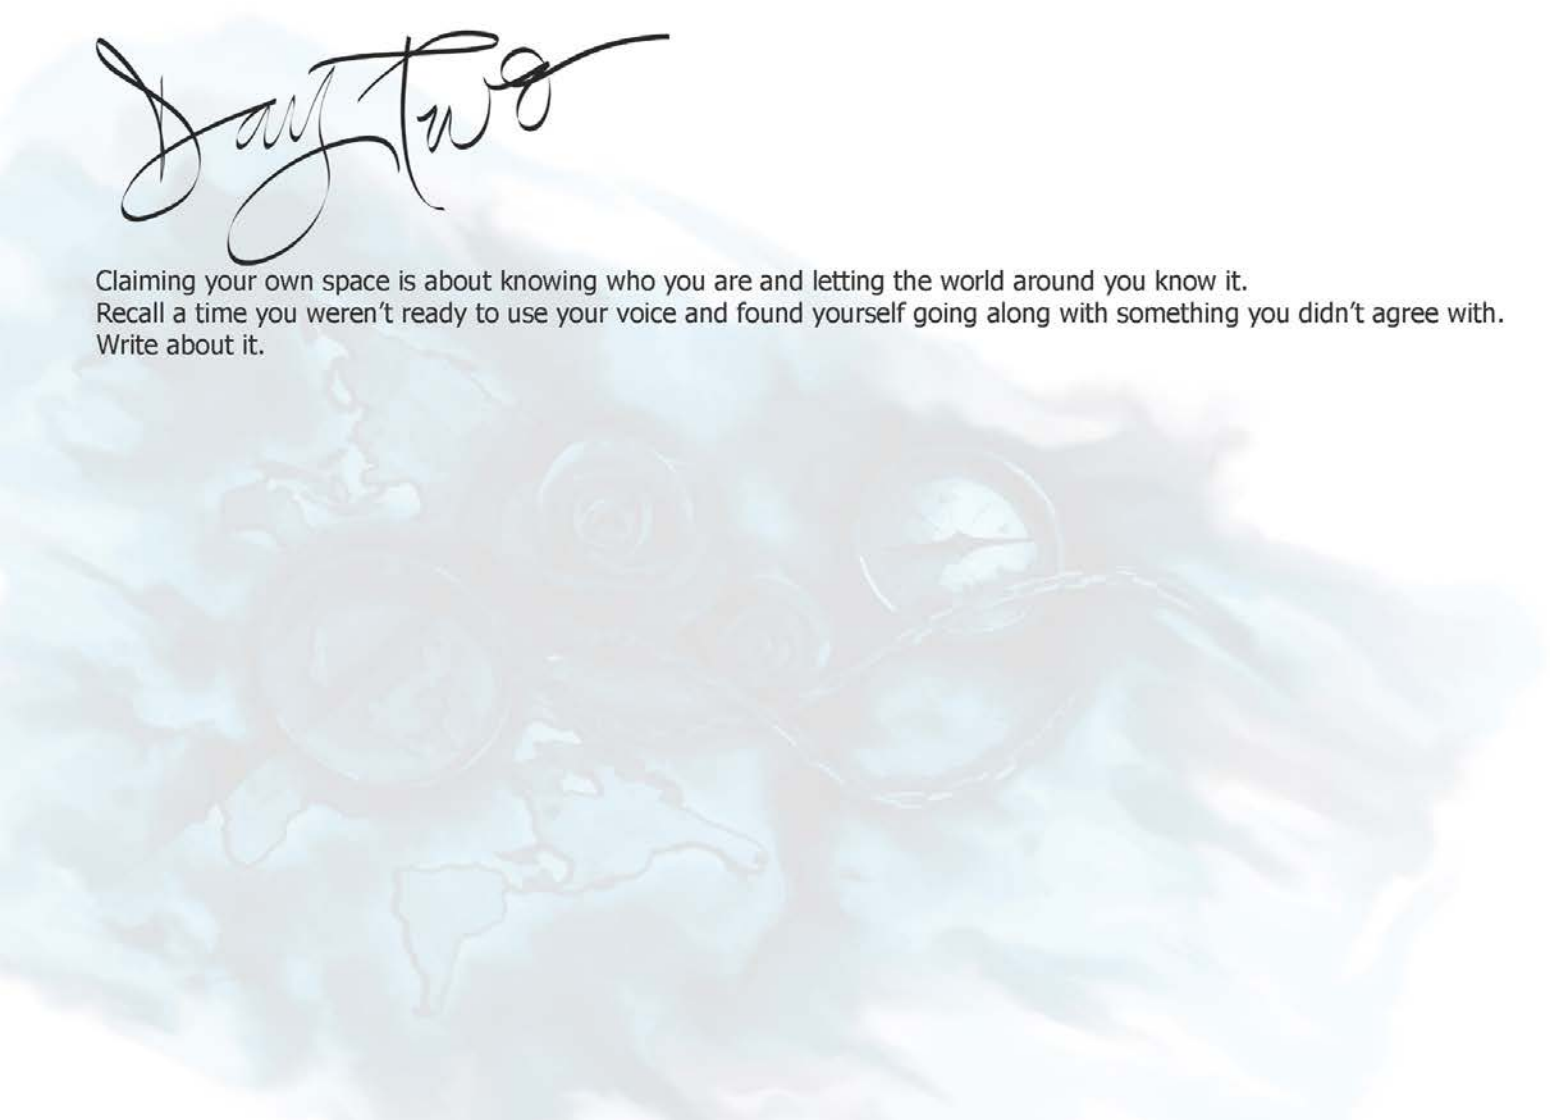 Day Two
Claiming your own space is about knowing who you are and letting the world around you know it.
Recall a time you weren't ready to use your voice and found yourself going along with something you didn't agree with.
Write about it.